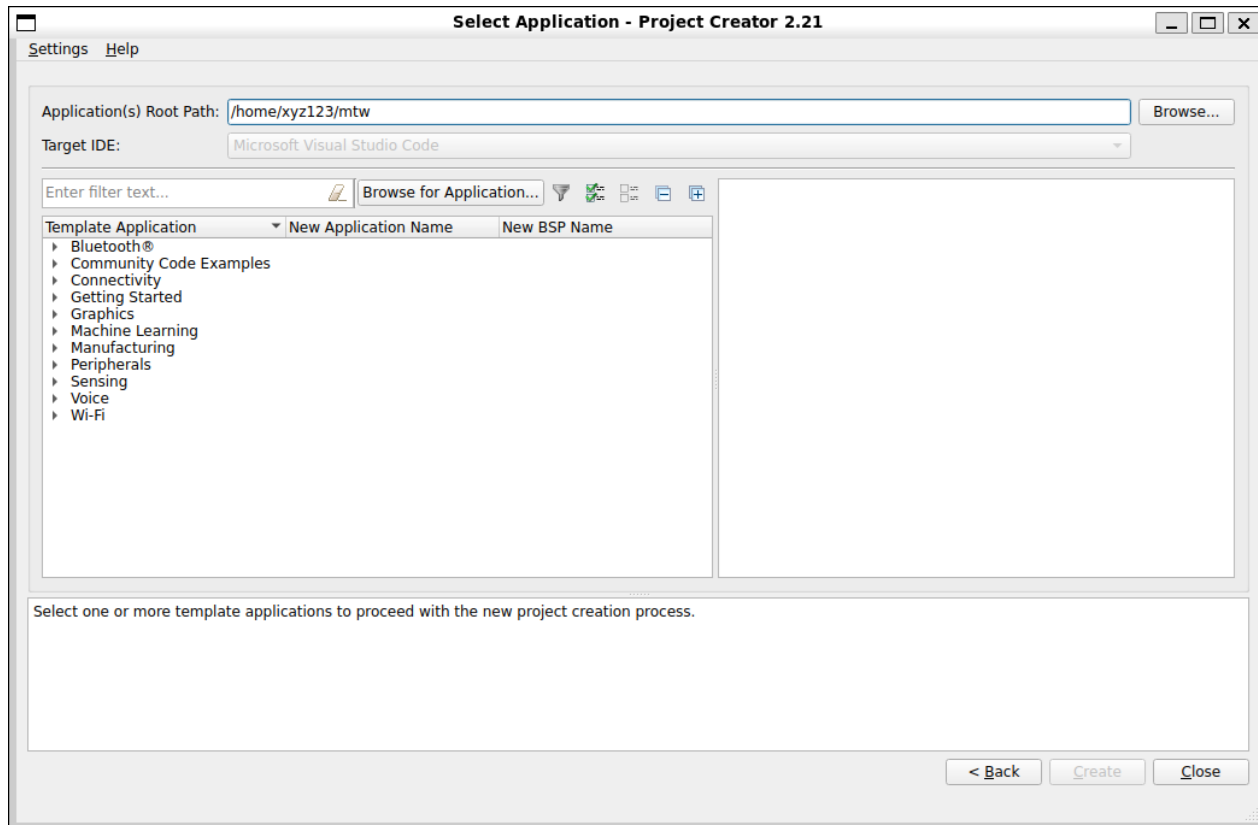 Select Application - Project Creator 2.21
Settings Help
Application(s) Root Path: /home/xyz123/mtw Browse...
Target IDE: Microsoft Visual Studio Code
Enter filter text... Browse for Application...
Template Application New Application Name New BSP Name
Bluetooth®
Community Code Examples
Connectivity
Getting Started
Graphics
Machine Learning
Manufacturing
Peripherals
Sensing
Voice
Wi-Fi
Select one or more template applications to proceed with the new project creation process.
< Back Create Close